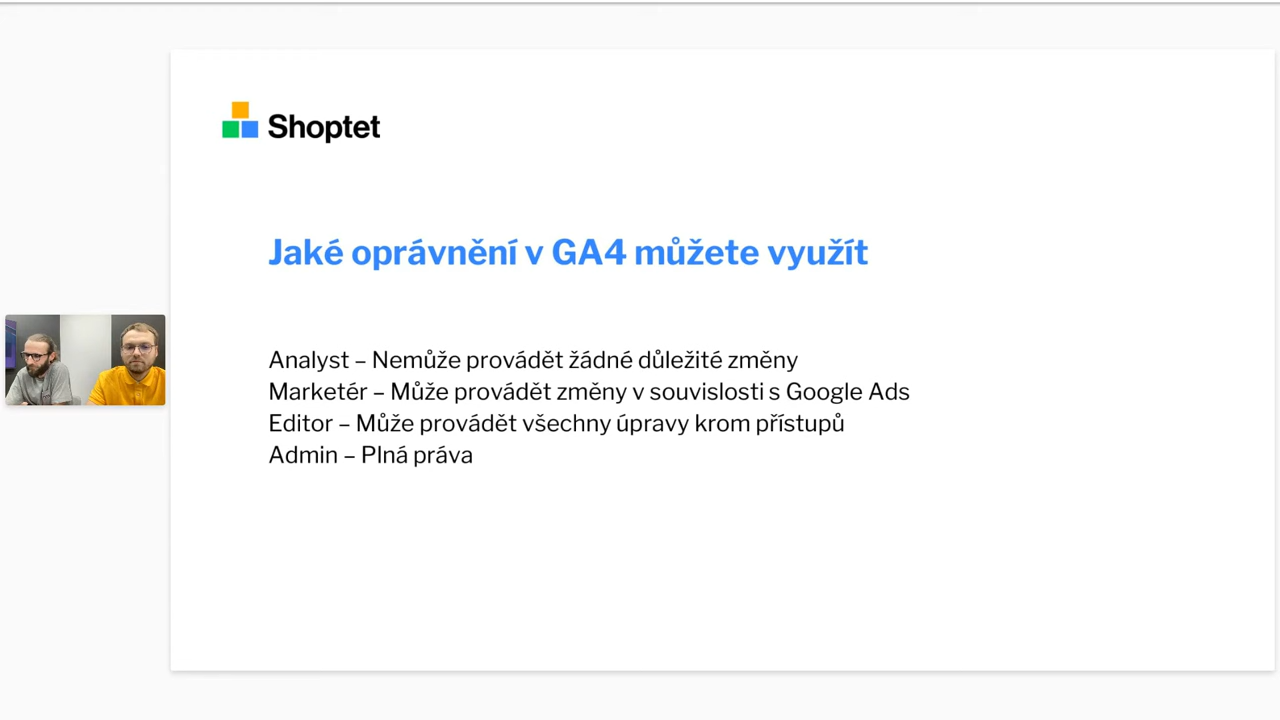 Shoptet
Jaké oprávnění v GA4 můžete využít
Analyst – Nemůže provádět žádné důležité změny
Marketér – Může provádět změny v souvislosti s Google Ads
Editor – Může provádět všechny úpravy krom přístupů
Admin – Plná práva